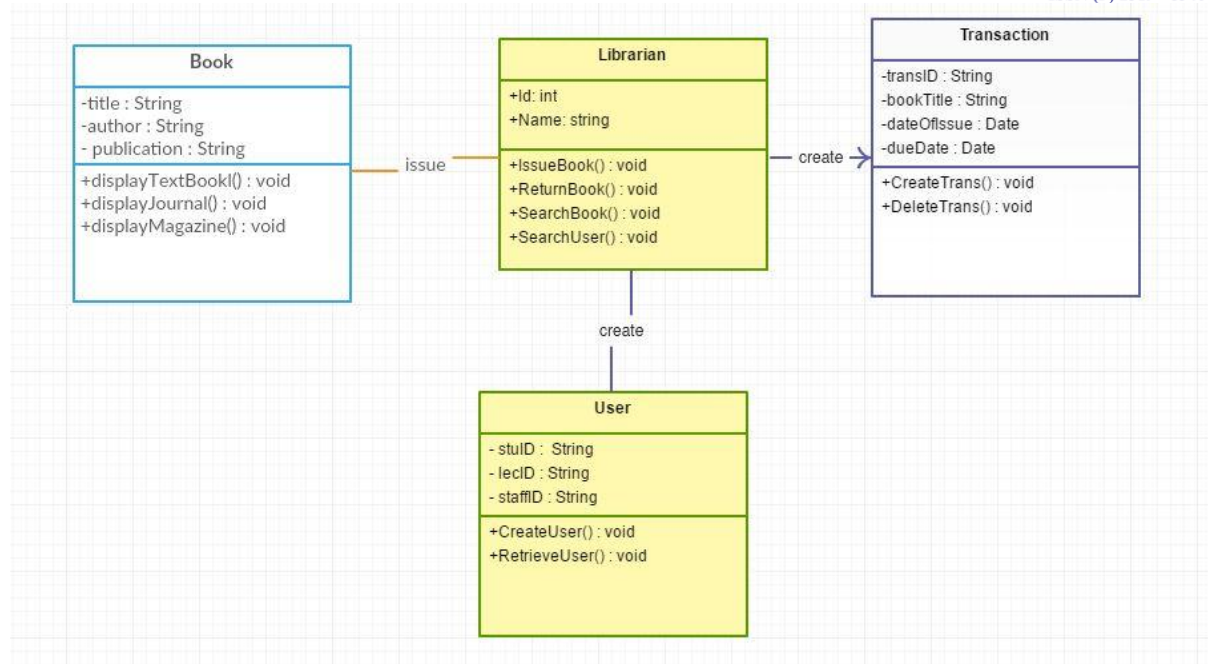 Book
-title : String
-author : String
- publication : String
+displayTextBookl() : void
+displayJournal() : void
+displayMagazine() : void
issue
Librarian
+Id: int
+Name: string
+IssueBook() : void
+ReturnBook() : void
+SearchBook() : void
+SearchUser() : void
create
Transaction
-transID : String
-bookTitle : String
-dateOfIssue : Date
-dueDate : Date
+CreateTrans() : void
+DeleteTrans() : void
create
User
- stuID : String
- lecID : String
- staffID : String
+CreateUser() : void
+RetrieveUser() : void